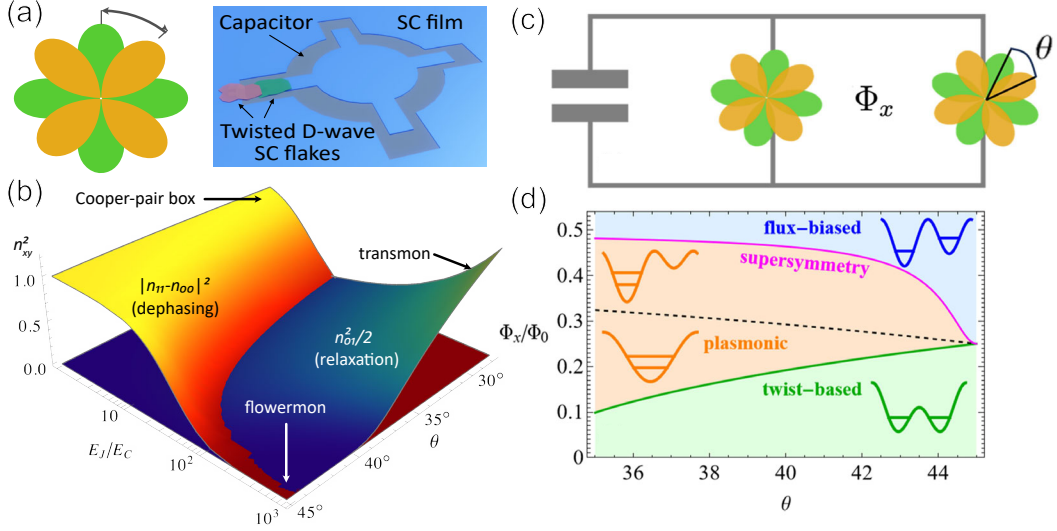 (a)
Capacitor
SC film
Twisted D-wave
SC flakes
(b)
Cooper-pair box
n²xy
1.0
0.5
0.0
|n₁₁-n₀₀|²
(dephasing)
transmon
n²₀₁/2
(relaxation)
flowermon
10
10²
10³
E_J/E_C
30°
35°
40°
45°
θ
(c)
Φx
θ
(d)
0.5
0.4
0.3
0.2
0.1
0
Φx/Φ0
flux-biased
supersymmetry
plasmonic
twist-based
36
38
40
42
44
θ